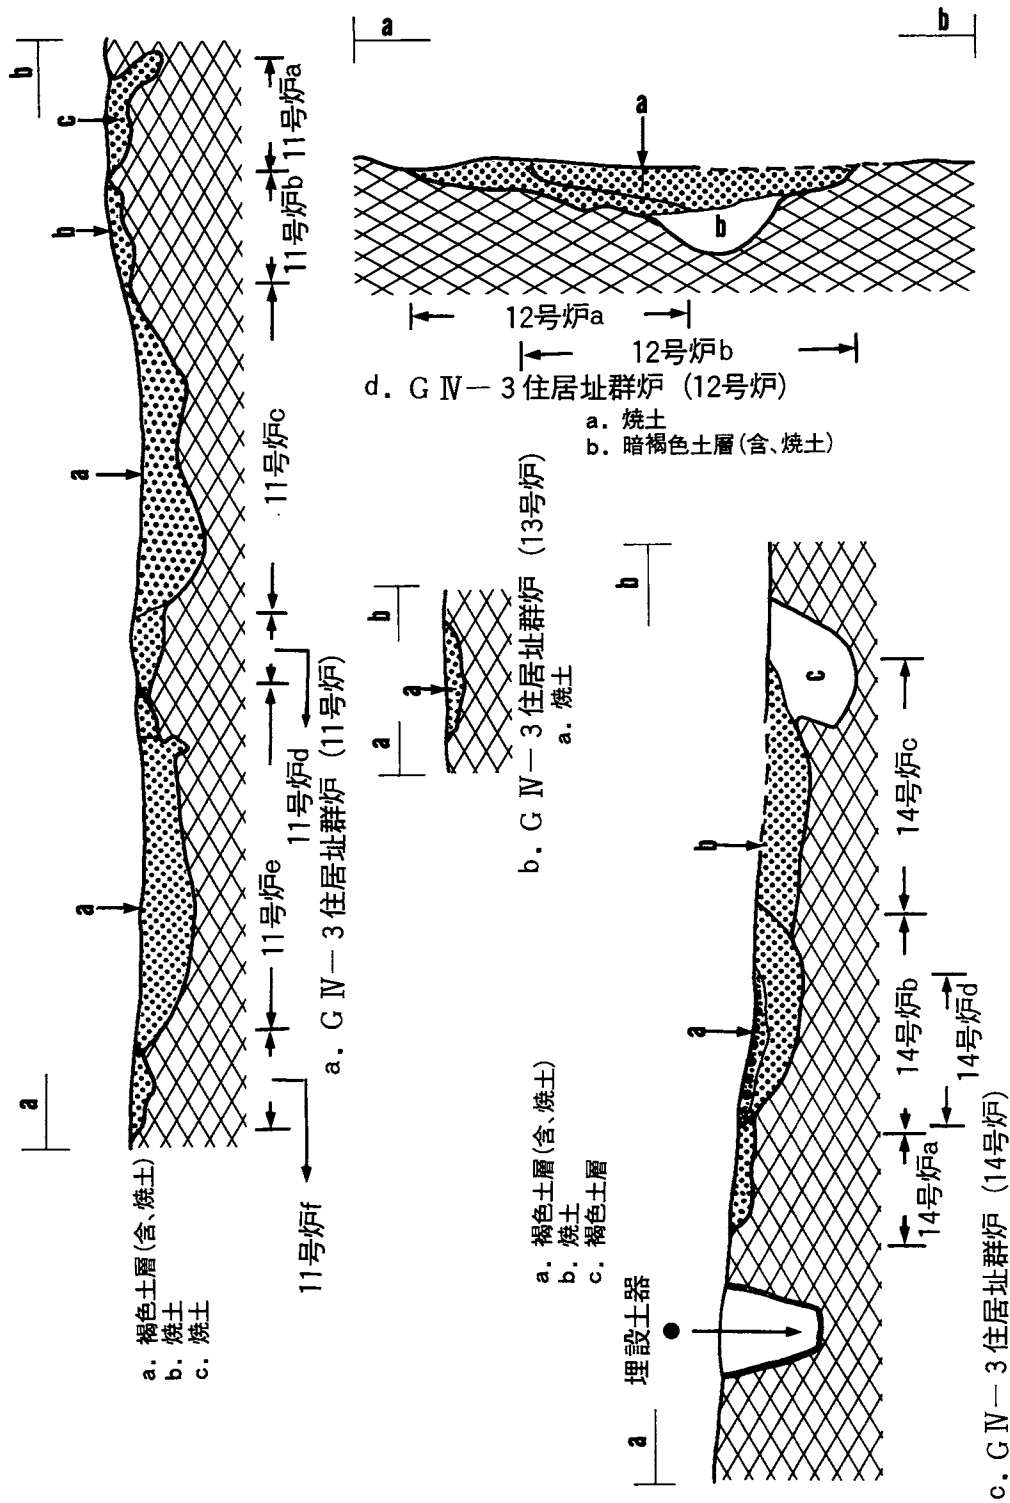 b
a
11号炉a
11号炉b
11号炉c
11号炉d
11号炉e
11号炉f
c
b
a
a
a. GⅣ−3住居址群炉 (11号炉)
a. 褐色土層(含、焼土)
b. 焼土
c. 焼土
a
b
a
b
12号炉a
12号炉b
d. GⅣ−3住居址群炉 (12号炉)
a. 焼土
b. 暗褐色土層(含、焼土)
b
a
a
b. GⅣ−3住居址群炉 (13号炉)
a. 焼土
b
a
c
b
a
14号炉c
14号炉b
14号炉d
14号炉a
埋設土器
a. 褐色土層(含、焼土)
b. 焼土
c. 褐色土層
c. GⅣ−3住居址群炉 (14号炉)